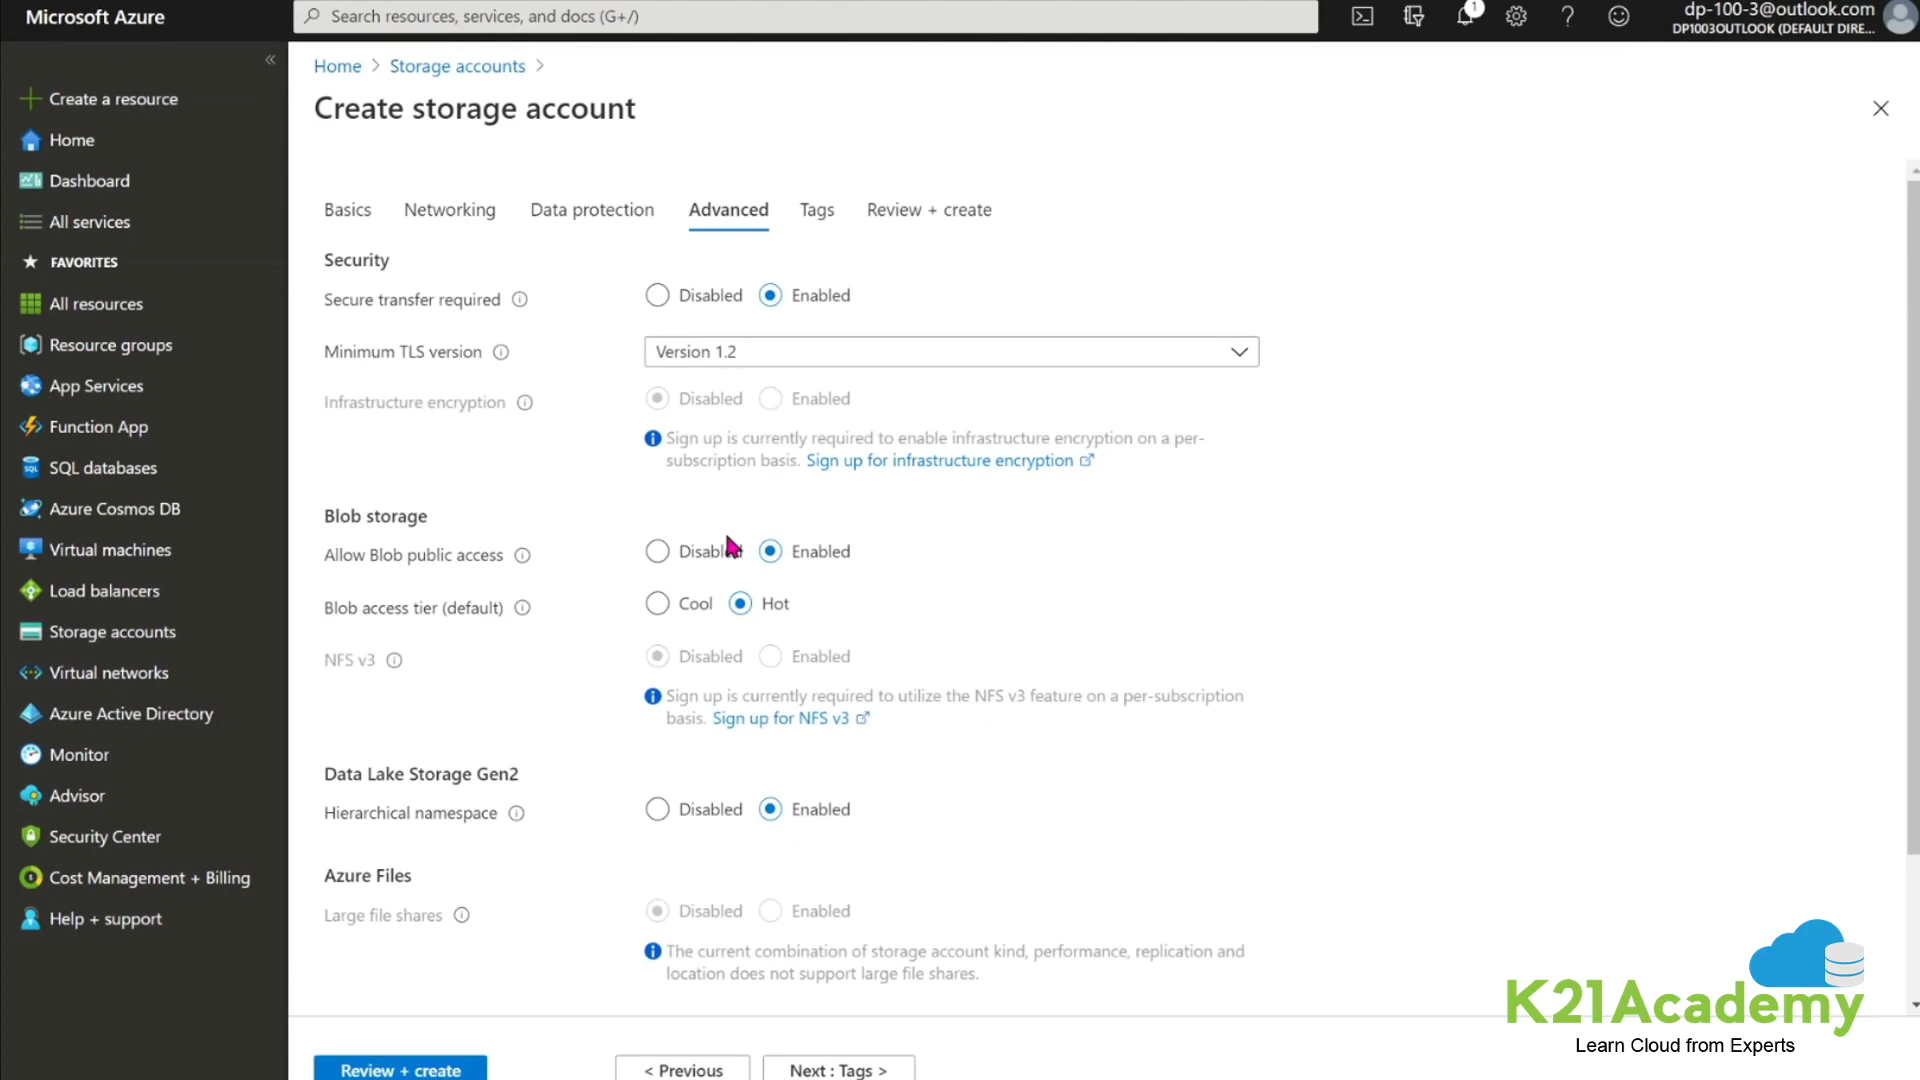 Microsoft Azure
Search resources, services, and docs (G+/)
1
dp-100-3@outlook.com
DP1003OUTLOOK (DEFAULT DIRE...
Home > Storage accounts >
Create storage account
Create a resource
Home
Dashboard
All services
FAVORITES
All resources
Resource groups
App Services
Function App
SQL databases
Azure Cosmos DB
Virtual machines
Load balancers
Storage accounts
Virtual networks
Azure Active Directory
Monitor
Advisor
Security Center
Cost Management + Billing
Help + support
Basics Networking Data protection Advanced Tags Review + create
Security
Secure transfer required Disabled Enabled
Minimum TLS version Version 1.2
Infrastructure encryption Disabled Enabled
Sign up is currently required to enable infrastructure encryption on a per-
subscription basis. Sign up for infrastructure encryption
Blob storage
Allow Blob public access Disabled Enabled
Blob access tier (default) Cool Hot
NFS v3 Disabled Enabled
Sign up is currently required to utilize the NFS v3 feature on a per-subscription
basis. Sign up for NFS v3
Data Lake Storage Gen2
Hierarchical namespace Disabled Enabled
Azure Files
Large file shares Disabled Enabled
The current combination of storage account kind, performance, replication and
location does not support large file shares.
Review + create < Previous Next : Tags >
K21Academy
Learn Cloud from Experts